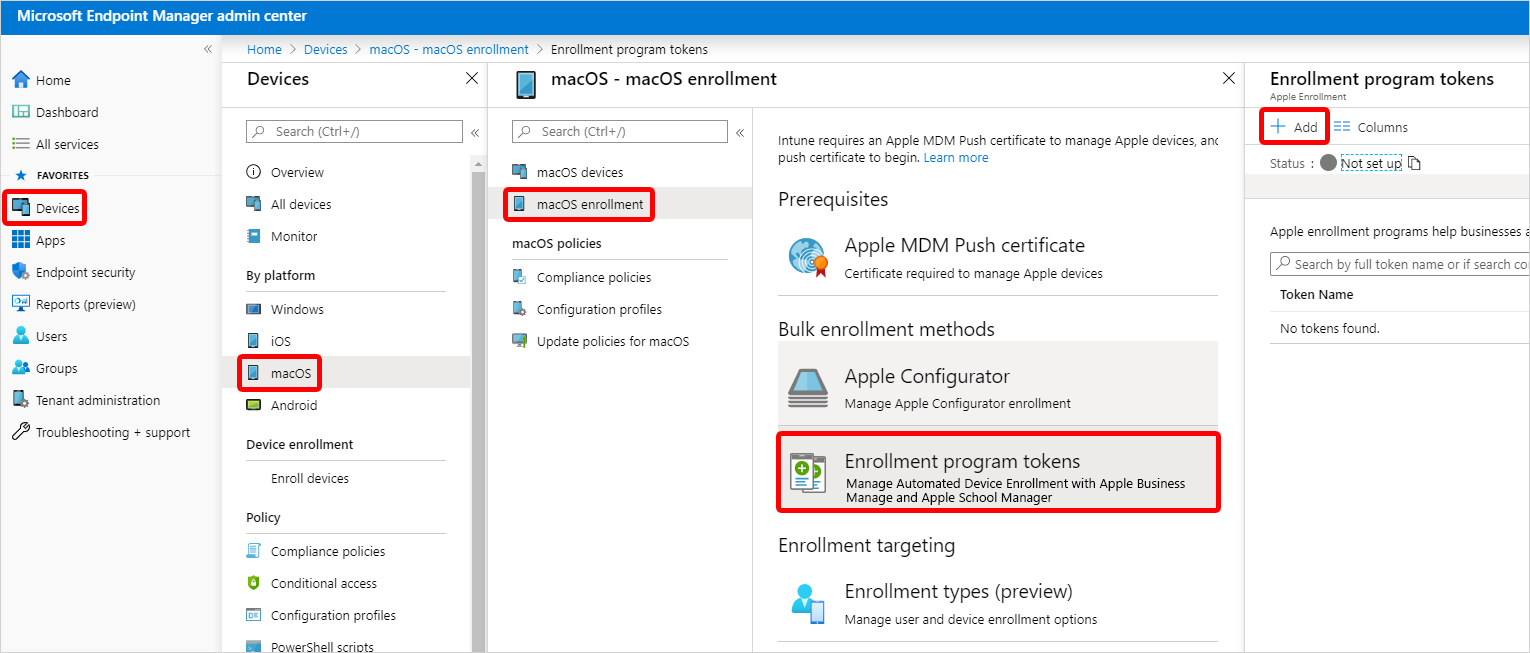 Microsoft Endpoint Manager admin center
«
Home
Dashboard
All services
FAVORITES
Devices
Apps
Endpoint security
Reports (preview)
Users
Groups
Tenant administration
Troubleshooting + support
Home > Devices > macOS - macOS enrollment > Enrollment program tokens
Devices
Search (Ctrl+/)
«
Overview
All devices
Monitor
By platform
Windows
iOS
macOS
Android
Device enrollment
Enroll devices
Policy
Compliance policies
Conditional access
Configuration profiles
PowerShell scripts
macOS - macOS enrollment
Search (Ctrl+/)
«
macOS devices
macOS enrollment
macOS policies
Compliance policies
Configuration profiles
Update policies for macOS
Intune requires an Apple MDM Push certificate to manage Apple devices, and
push certificate to begin. Learn more
Prerequisites
Apple MDM Push certificate
Certificate required to manage Apple devices
Bulk enrollment methods
Apple Configurator
Manage Apple Configurator enrollment
Enrollment program tokens
Manage Automated Device Enrollment with Apple Business
Manage and Apple School Manager
Enrollment targeting
Enrollment types (preview)
Manage user and device enrollment options
Enrollment program tokens
Apple Enrollment
+ Add
Columns
Status : Not set up
Apple enrollment programs help businesses a
Search by full token name or if search co
Token Name
No tokens found.